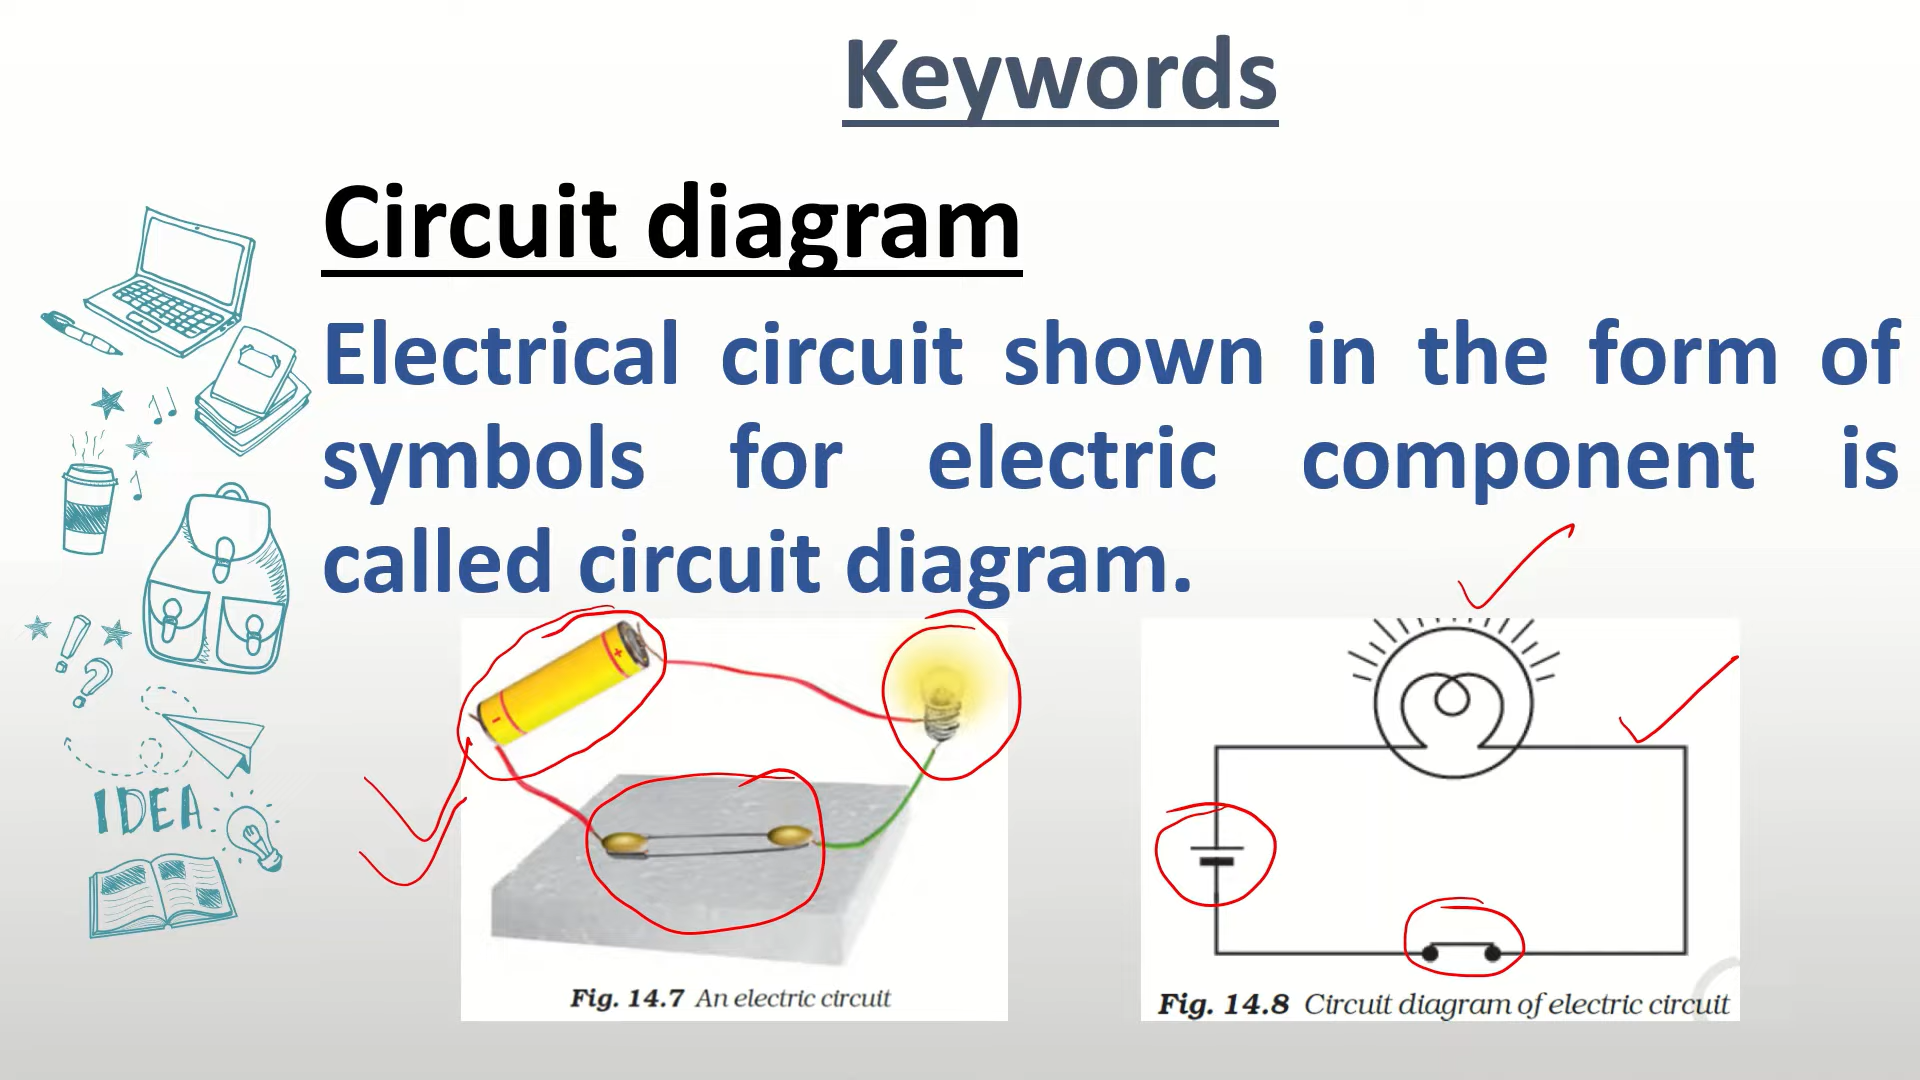 Keywords
Circuit diagram
Electrical circuit shown in the form of
symbols for electric component is
called circuit diagram.
IDEA
+
-
Fig. 14.7 An electric circuit
Fig. 14.8 Circuit diagram of electric circuit